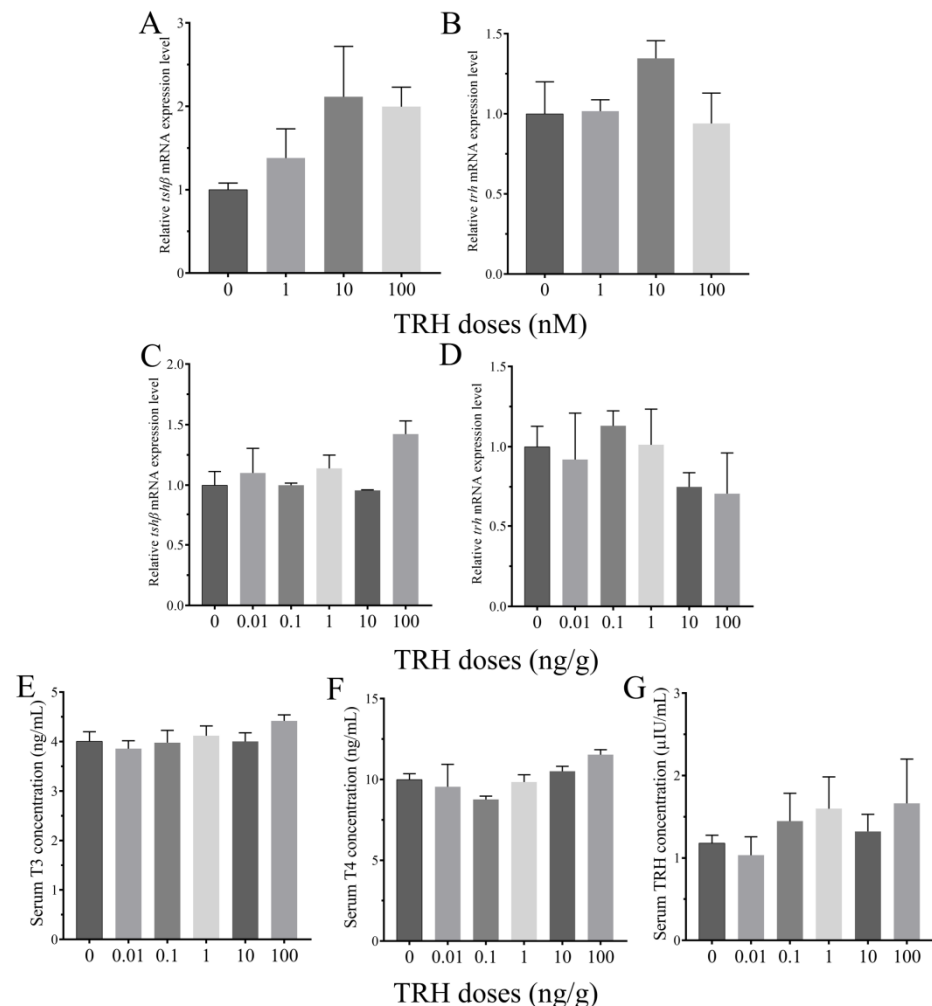 A
Relative tshβ mRNA expression level
3
2
1
0
0 1 10 100
B
Relative trh mRNA expression level
1.5
1.0
0.5
0.0
0 1 10 100
TRH doses (nM)
C
Relative tshβ mRNA expression level
2.0
1.5
1.0
0.5
0.0
0 0.01 0.1 1 10 100
D
Relative trh mRNA expression level
1.5
1.0
0.5
0.0
0 0.01 0.1 1 10 100
TRH doses (ng/g)
E
Serum T3 concentration (ng/mL)
5
4
3
2
1
0
0 0.01 0.1 1 10 100
F
Serum T4 concentration (ng/mL)
15
10
5
0
0 0.01 0.1 1 10 100
G
Serum TRH concentration (μIU/mL)
3
2
1
0
0 0.01 0.1 1 10 100
TRH doses (ng/g)